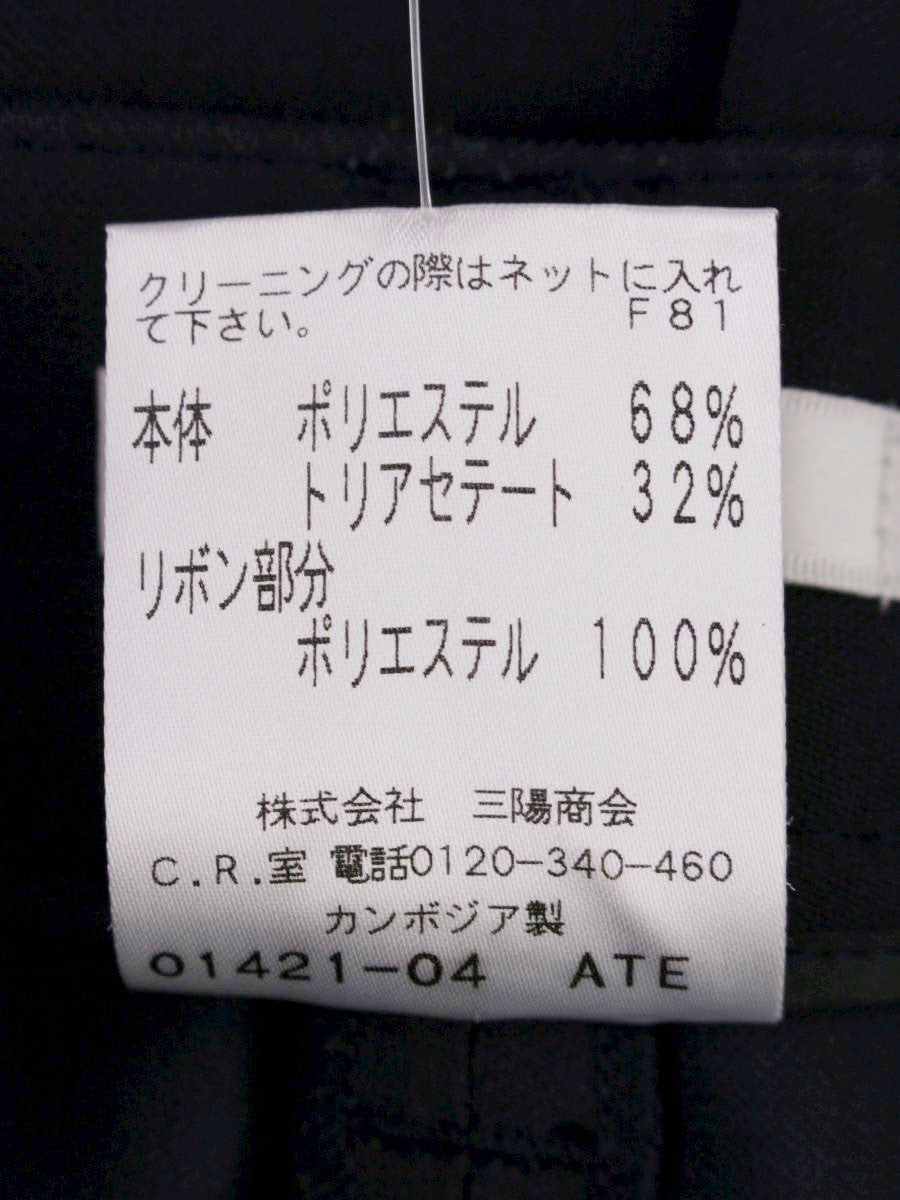 クリーニングの際はネットに入れ
て下さい。 F81
本体 ポリエステル 68%
トリアセテート 32%
リボン部分
ポリエステル 100%
株式会社 三陽商会
C.R.室 電話0120-340-460
カンボジア製
01421-04 ATE